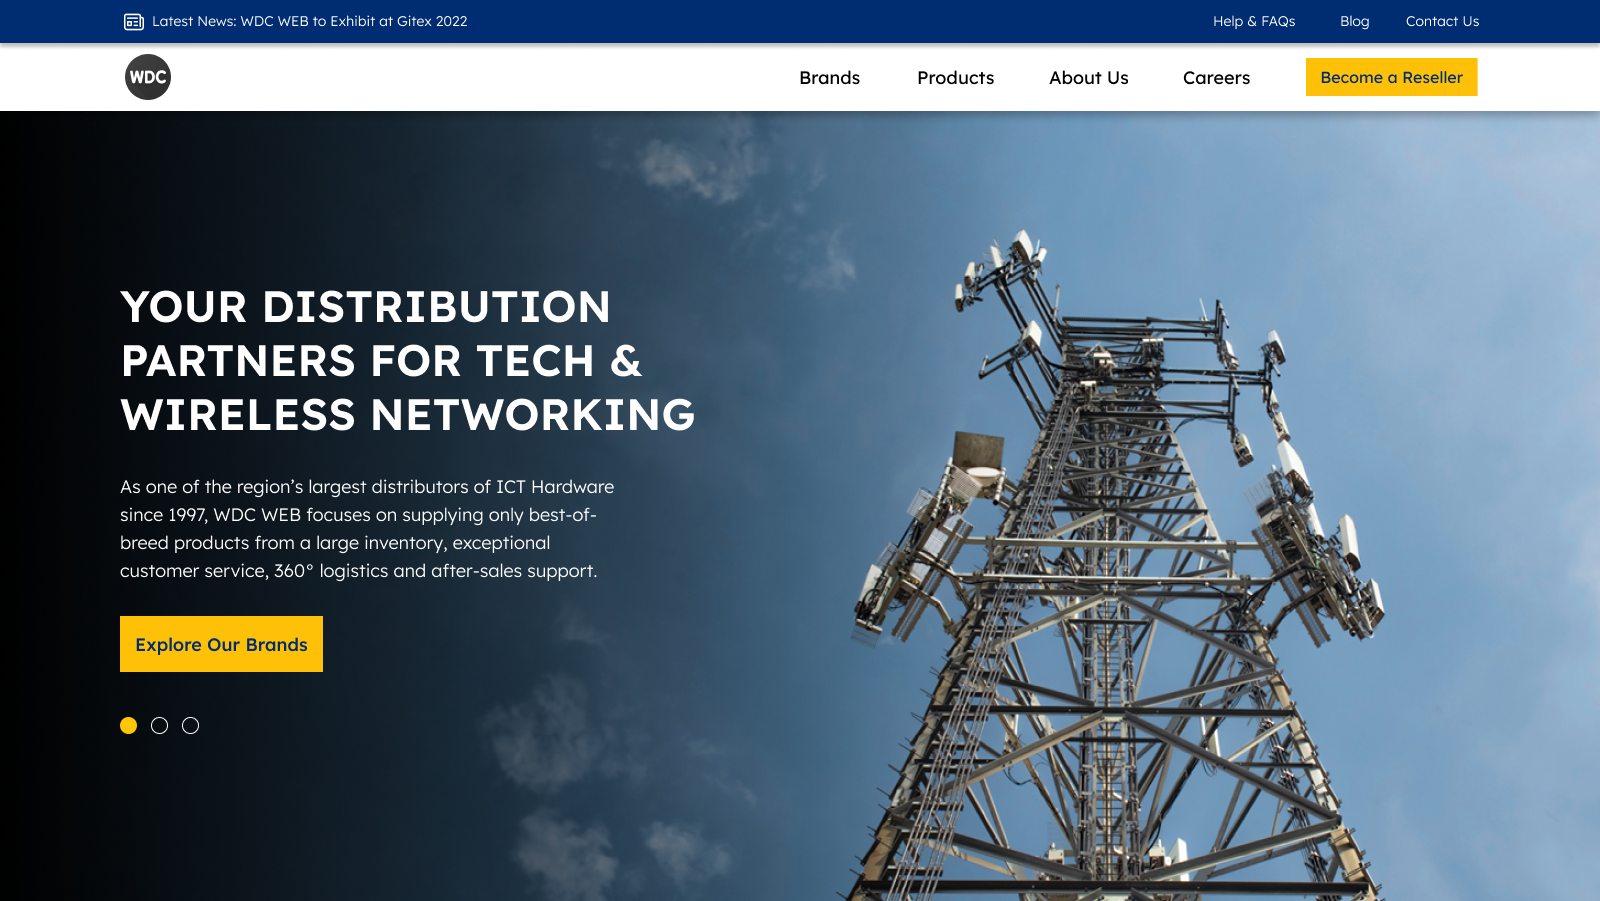 Latest News: WDC WEB to Exhibit at Gitex 2022
Help & FAQs
Blog
Contact Us
WDC
Brands
Products
About Us
Careers
Become a Reseller
YOUR DISTRIBUTION
PARTNERS FOR TECH &
WIRELESS NETWORKING
As one of the region’s largest distributors of ICT Hardware
since 1997, WDC WEB focuses on supplying only best-of-
breed products from a large inventory, exceptional
customer service, 360° logistics and after-sales support.
Explore Our Brands